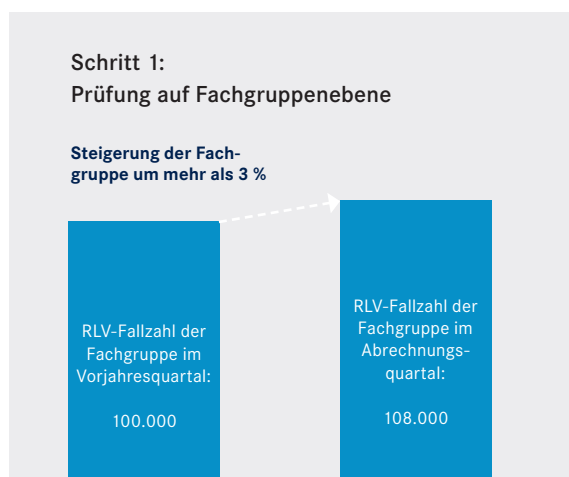 Schritt 1:
Prüfung auf Fachgruppenebene
Steigerung der Fach-
gruppe um mehr als 3 %
RLV-Fallzahl der
Fachgruppe im
Vorjahresquartal:
100.000
RLV-Fallzahl der
Fachgruppe im
Abrechnungs-
quartal:
108.000